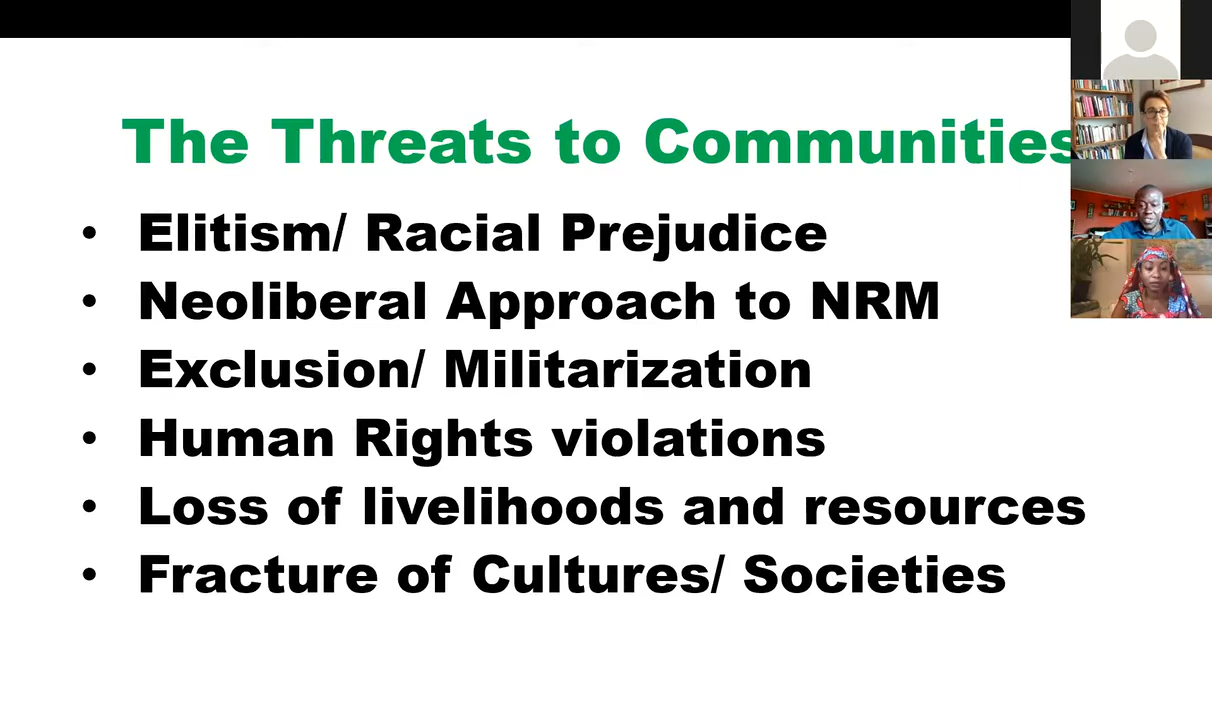 The Threats to Communities
• Elitism/ Racial Prejudice
• Neoliberal Approach to NRM
• Exclusion/ Militarization
• Human Rights violations
• Loss of livelihoods and resources
• Fracture of Cultures/ Societies